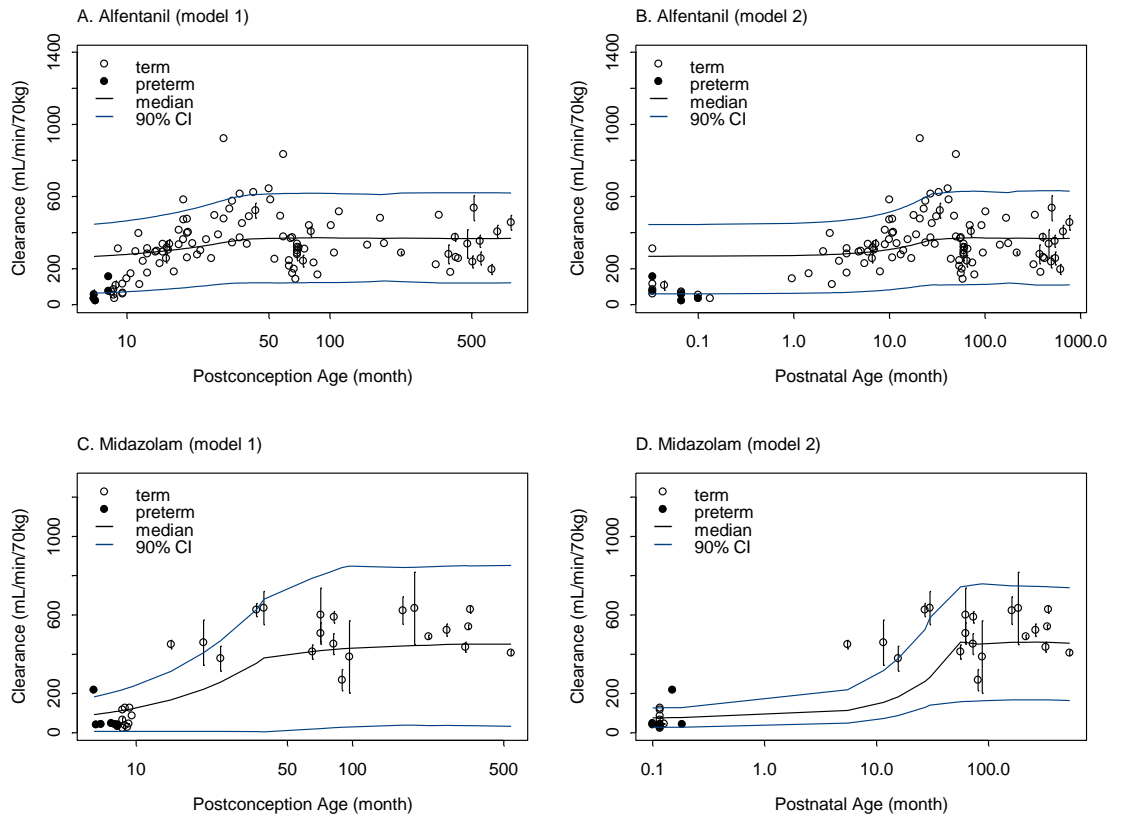 A. Alfentanil (model 1)
Clearance (mL/min/70kg)
1400
1000
600
200
0
term
preterm
median
90% CI
10 50 100 500
Postconception Age (month)
B. Alfentanil (model 2)
Clearance (mL/min/70kg)
1400
1000
600
200
0
term
preterm
median
90% CI
0.1 1.0 10.0 100.0 1000.0
Postnatal Age (month)
C. Midazolam (model 1)
Clearance (mL/min/70kg)
1000
600
200
0
term
preterm
median
90% CI
10 50 100 500
Postconception Age (month)
D. Midazolam (model 2)
Clearance (mL/min/70kg)
1000
600
200
0
term
preterm
median
90% CI
0.1 1.0 10.0 100.0
Postnatal Age (month)